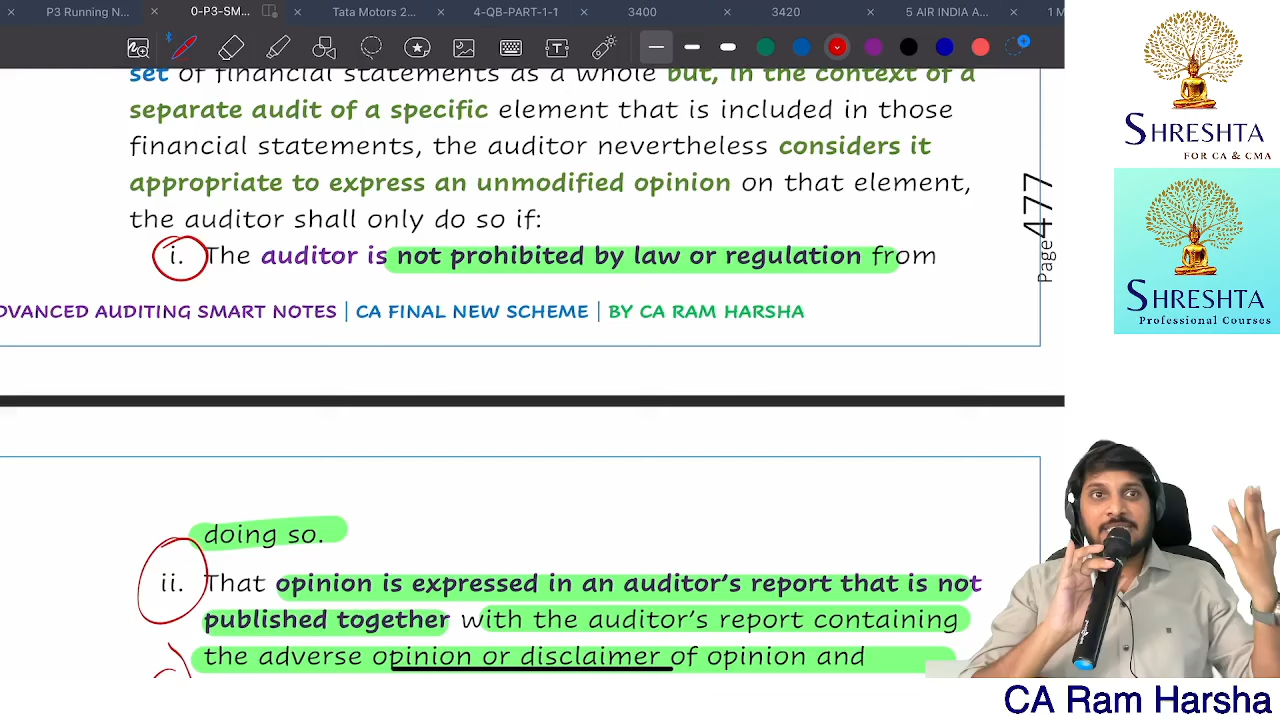 P3 Running N...
0-P3-SM...
Tata Motors 2...
4-QB-PART-1-1
3400
3420
5 AIR INDIA A...
1 M
set of financial statements as a whole but, in the context of a
separate audit of a specific element that is included in those
financial statements, the auditor nevertheless considers it
appropriate to express an unmodified opinion on that element,
the auditor shall only do so if:
i. The auditor is not prohibited by law or regulation from
Page 477
DVANCED AUDITING SMART NOTES | CA FINAL NEW SCHEME | BY CA RAM HARSHA
doing so.
ii. That opinion is expressed in an auditor's report that is not
published together with the auditor's report containing
the adverse opinion or disclaimer of opinion and
SHRESHTA
FOR CA & CMA
SHRESHTA
Professional Courses
CA Ram Harsha